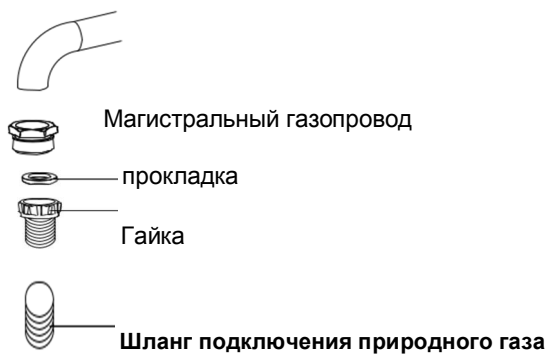 Магистральный газопровод
прокладка
Гайка
Шланг подключения природного газа